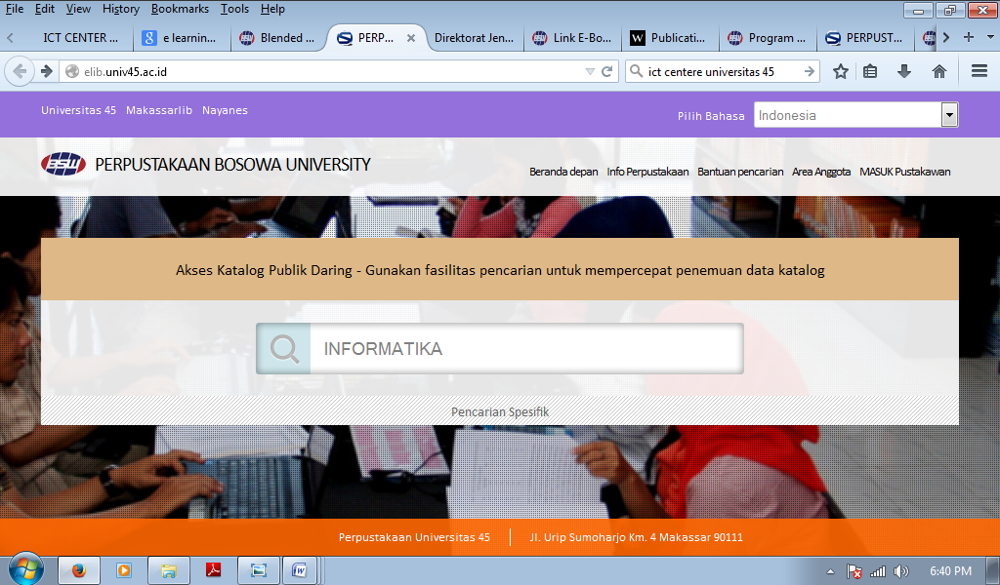 File Edit View History Bookmarks Tools Help
ICT CENTER ... e learnin... Blended ... PERP... Direktorat Jen... Link E-Bo... Publicati... Program ... PERPUST...
elib.univ45.ac.id
ict centere universitas 45
Universitas 45 Makassarlib Nayanes
Pilih Bahasa Indonesia
BSW PERPUSTAKAAN BOSOWA UNIVERSITY
Beranda depan Info Perpustakaan Bantuan pencarian Area Anggota MASUK Pustakawan
Akses Katalog Publik Daring - Gunakan fasilitas pencarian untuk mempercepat penemuan data katalog
INFORMATIKA
Pencarian Spesifik
Perpustakaan Universitas 45 Jl. Urip Sumoharjo Km. 4 Makassar 90111
6:40 PM